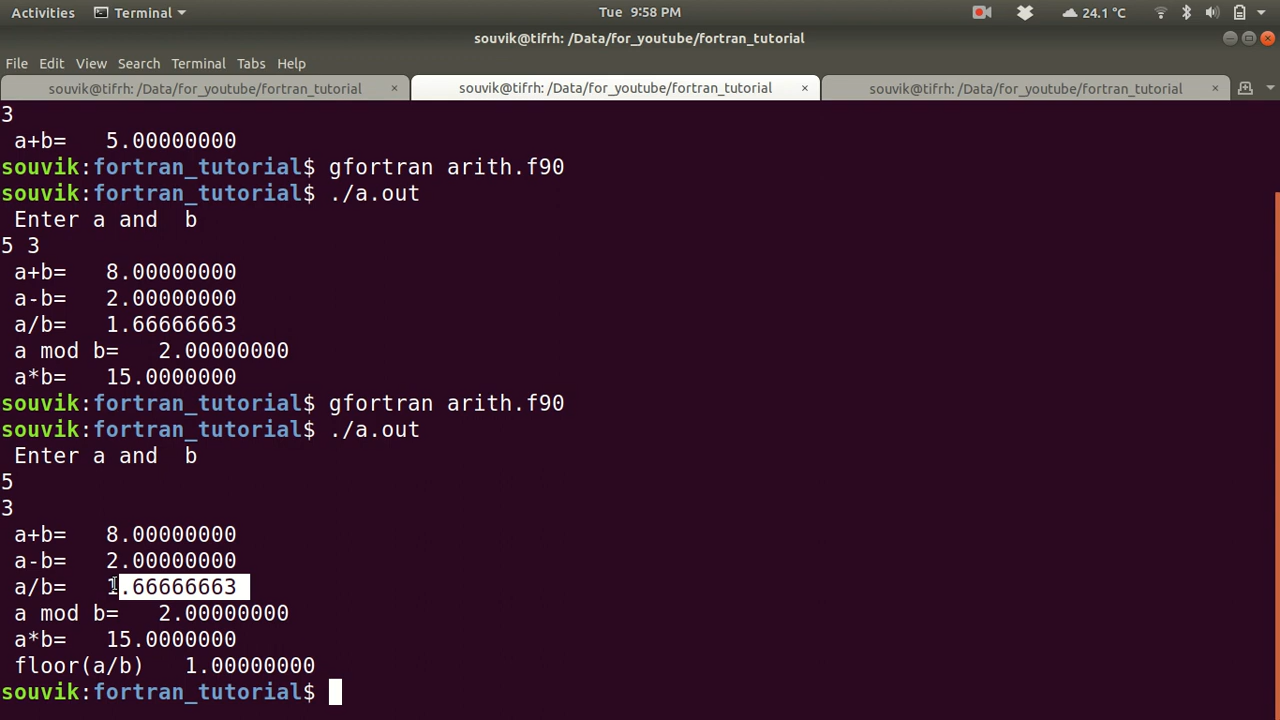 Activities Terminal Tue 9:58 PM 24.1 °C
souvik@tifrh: /Data/for_youtube/fortran_tutorial
File Edit View Search Terminal Tabs Help
souvik@tifrh: /Data/for_youtube/fortran_tutorial × souvik@tifrh: /Data/for_youtube/fortran_tutorial × souvik@tifrh: /Data/for_youtube/fortran_tutorial ×
3
a+b= 5.00000000
souvik:fortran_tutorial$ gfortran arith.f90
souvik:fortran_tutorial$ ./a.out
Enter a and b
5 3
a+b= 8.00000000
a-b= 2.00000000
a/b= 1.66666663
a mod b= 2.00000000
a*b= 15.0000000
souvik:fortran_tutorial$ gfortran arith.f90
souvik:fortran_tutorial$ ./a.out
Enter a and b
5
3
a+b= 8.00000000
a-b= 2.00000000
a/b= 1.66666663
a mod b= 2.00000000
a*b= 15.0000000
floor(a/b) 1.00000000
souvik:fortran_tutorial$